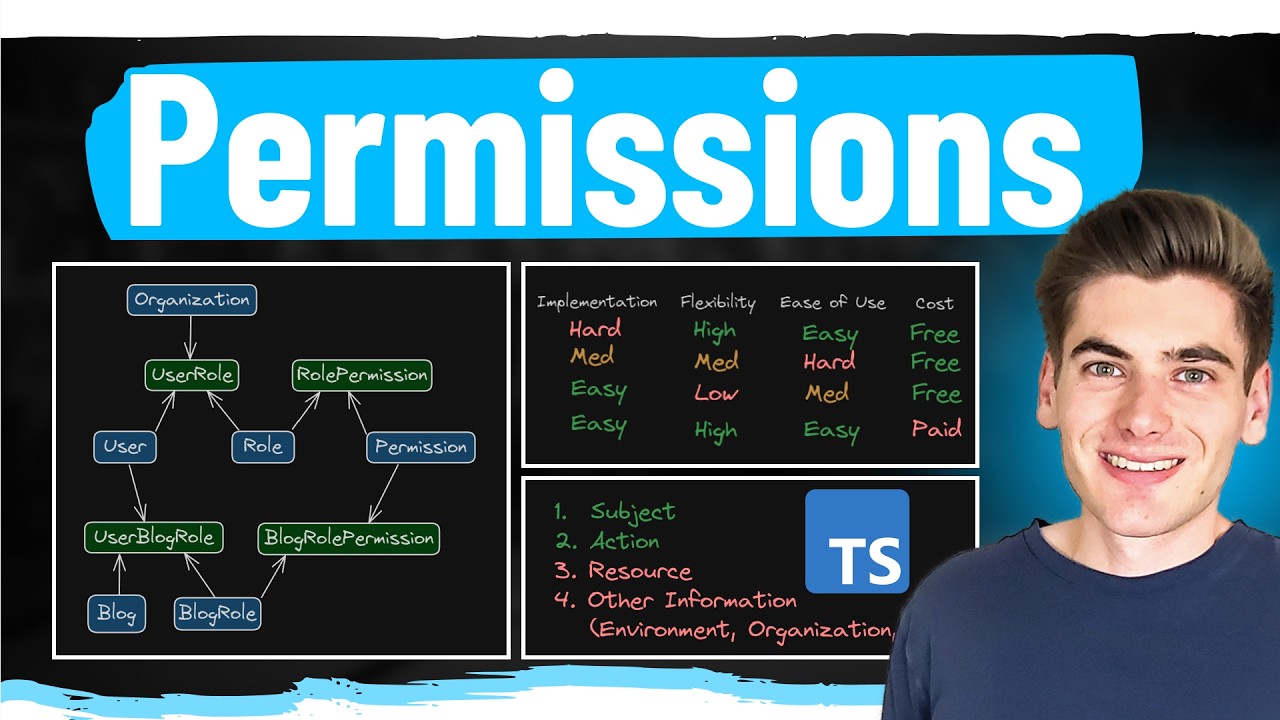 Permissions
Organization
UserRole RolePermission
User Role Permission
UserBlogRole BlogRolePermission
Blog BlogRole
Implementation Flexibility Ease of Use Cost
Hard High Easy Free
Med Med Hard Free
Easy Low Med Free
Easy High Easy Paid
1. Subject
2. Action
3. Resource
4. Other Information
(Environment, Organization,
TS